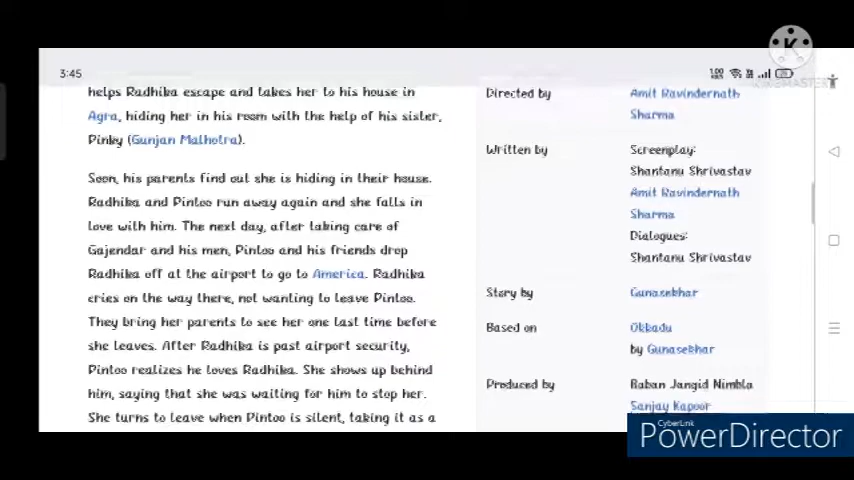 3:45
helps Radhika escape and takes her to his house in
Agra, hiding her in his room with the help of his sister,
Pinky (Gunjan Malhotra).
Soon, his parents find out she is hiding in their house.
Radhika and Pintoo run away again and she falls in
love with him. The next day, after taking care of
Gajendar and his men, Pintoo and his friends drop
Radhika off at the airport to go to America. Radhika
cries on the way there, not wanting to leave Pintoo.
They bring her parents to see her one last time before
she leaves. After Radhika is past airport security,
Pintoo realizes he loves Radhika. She shows up behind
him, saying that she was waiting for him to stop her.
She turns to leave when Pintoo is silent, taking it as a
Directed by
Amit Ravindernath
Sharma
Written by
Screenplay:
Shantanu Shrivastav
Amit Ravindernath
Sharma
Dialogues:
Shantanu Shrivastav
Story by
Gunasekhar
Based on
Okkadu
by Gunasekhar
Produced by
Raban Jangid Nimbla
Sanjay Kapoor
K
KINEMASTER
CyberLink
PowerDirector